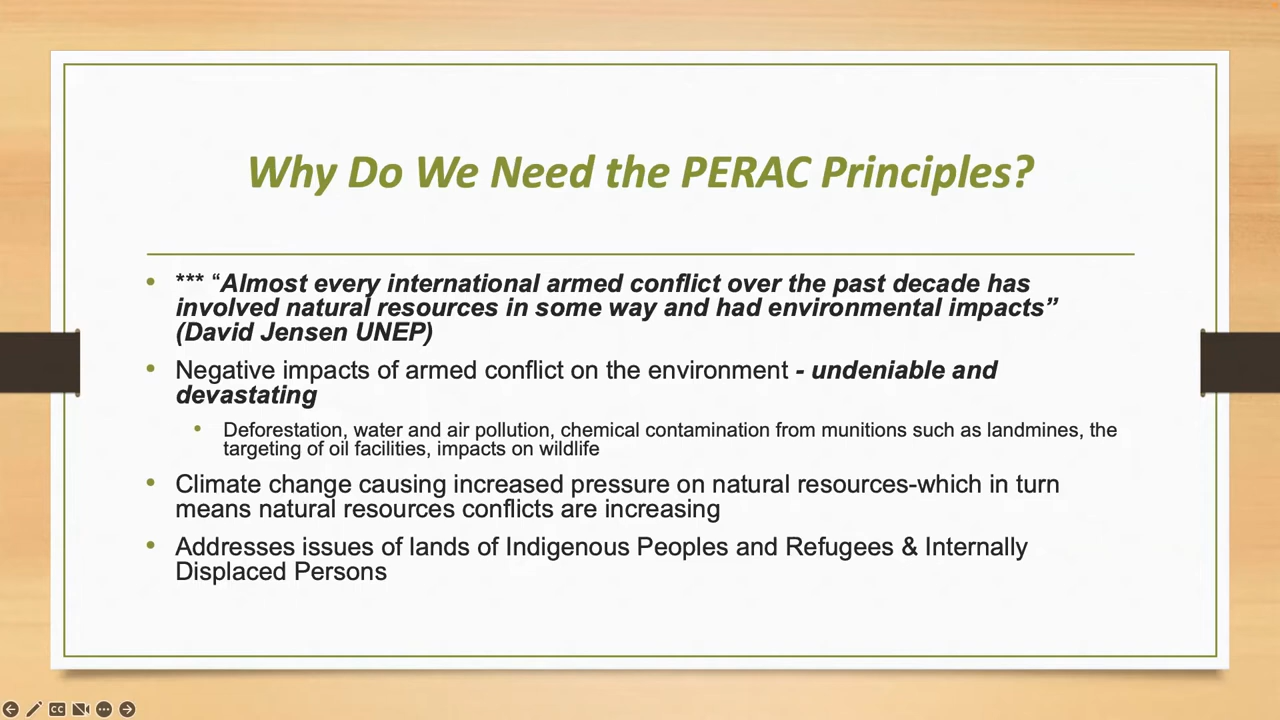 Why Do We Need the PERAC Principles?
• *** “Almost every international armed conflict over the past decade has
involved natural resources in some way and had environmental impacts”
(David Jensen UNEP)
• Negative impacts of armed conflict on the environment - undeniable and
devastating
• Deforestation, water and air pollution, chemical contamination from munitions such as landmines, the
targeting of oil facilities, impacts on wildlife
• Climate change causing increased pressure on natural resources-which in turn
means natural resources conflicts are increasing
• Addresses issues of lands of Indigenous Peoples and Refugees & Internally
Displaced Persons
CC